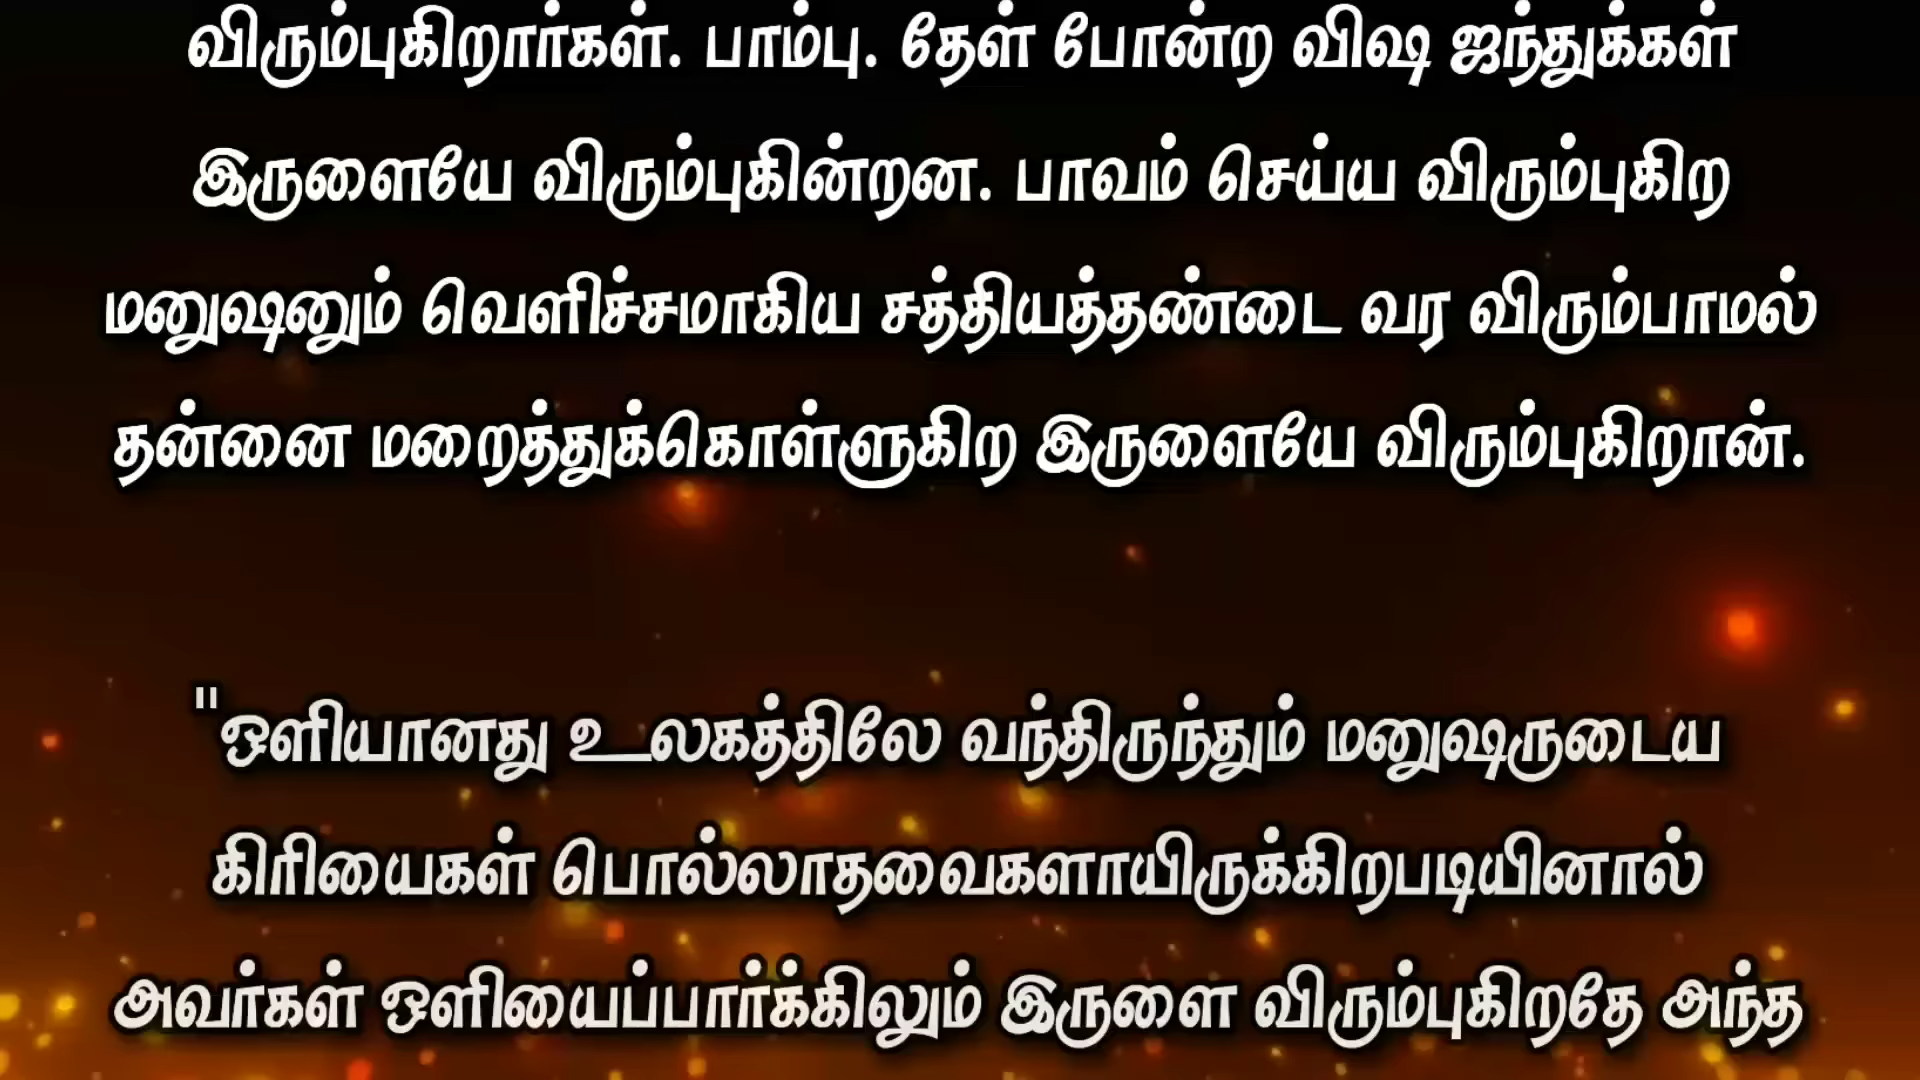 விரும்புகிறார்கள். பாம்பு. தேள் போன்ற விஷ ஜந்துக்கள்
இருளையே விரும்புகின்றன. பாவம் செய்ய விரும்புகிற
மனுஷனும் வெளிச்சமாகிய சத்தியத்தண்டை வர விரும்பாமல்
தன்னை மறைத்துக்கொள்ளுகிற இருளையே விரும்புகிறான்.
"ஒளியானது உலகத்திலே வந்திருந்தும் மனுஷருடைய
கிரியைகள் பொல்லாதவைகளாயிருக்கிறபடியினால்
அவர்கள் ஒளியைப்பார்க்கிலும் இருளை விரும்புகிறதே அந்த